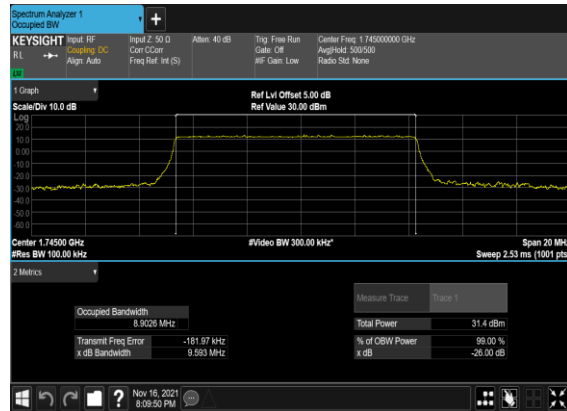 Spectrum Analyzer 1
Occupied BW
+
KEYSIGHT Input: RF Input Z: 50 Ω Atten: 40 dB Trig: Free Run Center Freq: 1.745000000 GHz
RL Coupling: DC Corr CCorr Gate: Off Avg|Hold: 500/500
Align: Auto Freq Ref: Int (S) #IF Gain: Low Radio Std: None
LVI
1 Graph
Ref Lvl Offset 5.00 dB
Scale/Div 10.0 dB Ref Value 30.00 dBm
Log
20.0
10.0
0.00
-10.0
-20.0
-30.0
-40.0
-50.0
-60.0
Center 1.74500 GHz #Video BW 300.00 kHz* Span 20 MHz
#Res BW 100.00 kHz Sweep 2.53 ms (1001 pts)
2 Metrics
Measure Trace Trace 1
Occupied Bandwidth
8.9026 MHz Total Power 31.4 dBm
Transmit Freq Error -181.97 kHz % of OBW Power 99.00 %
x dB Bandwidth 9.593 MHz x dB -26.00 dB
? Nov 16, 2021
8:09:50 PM